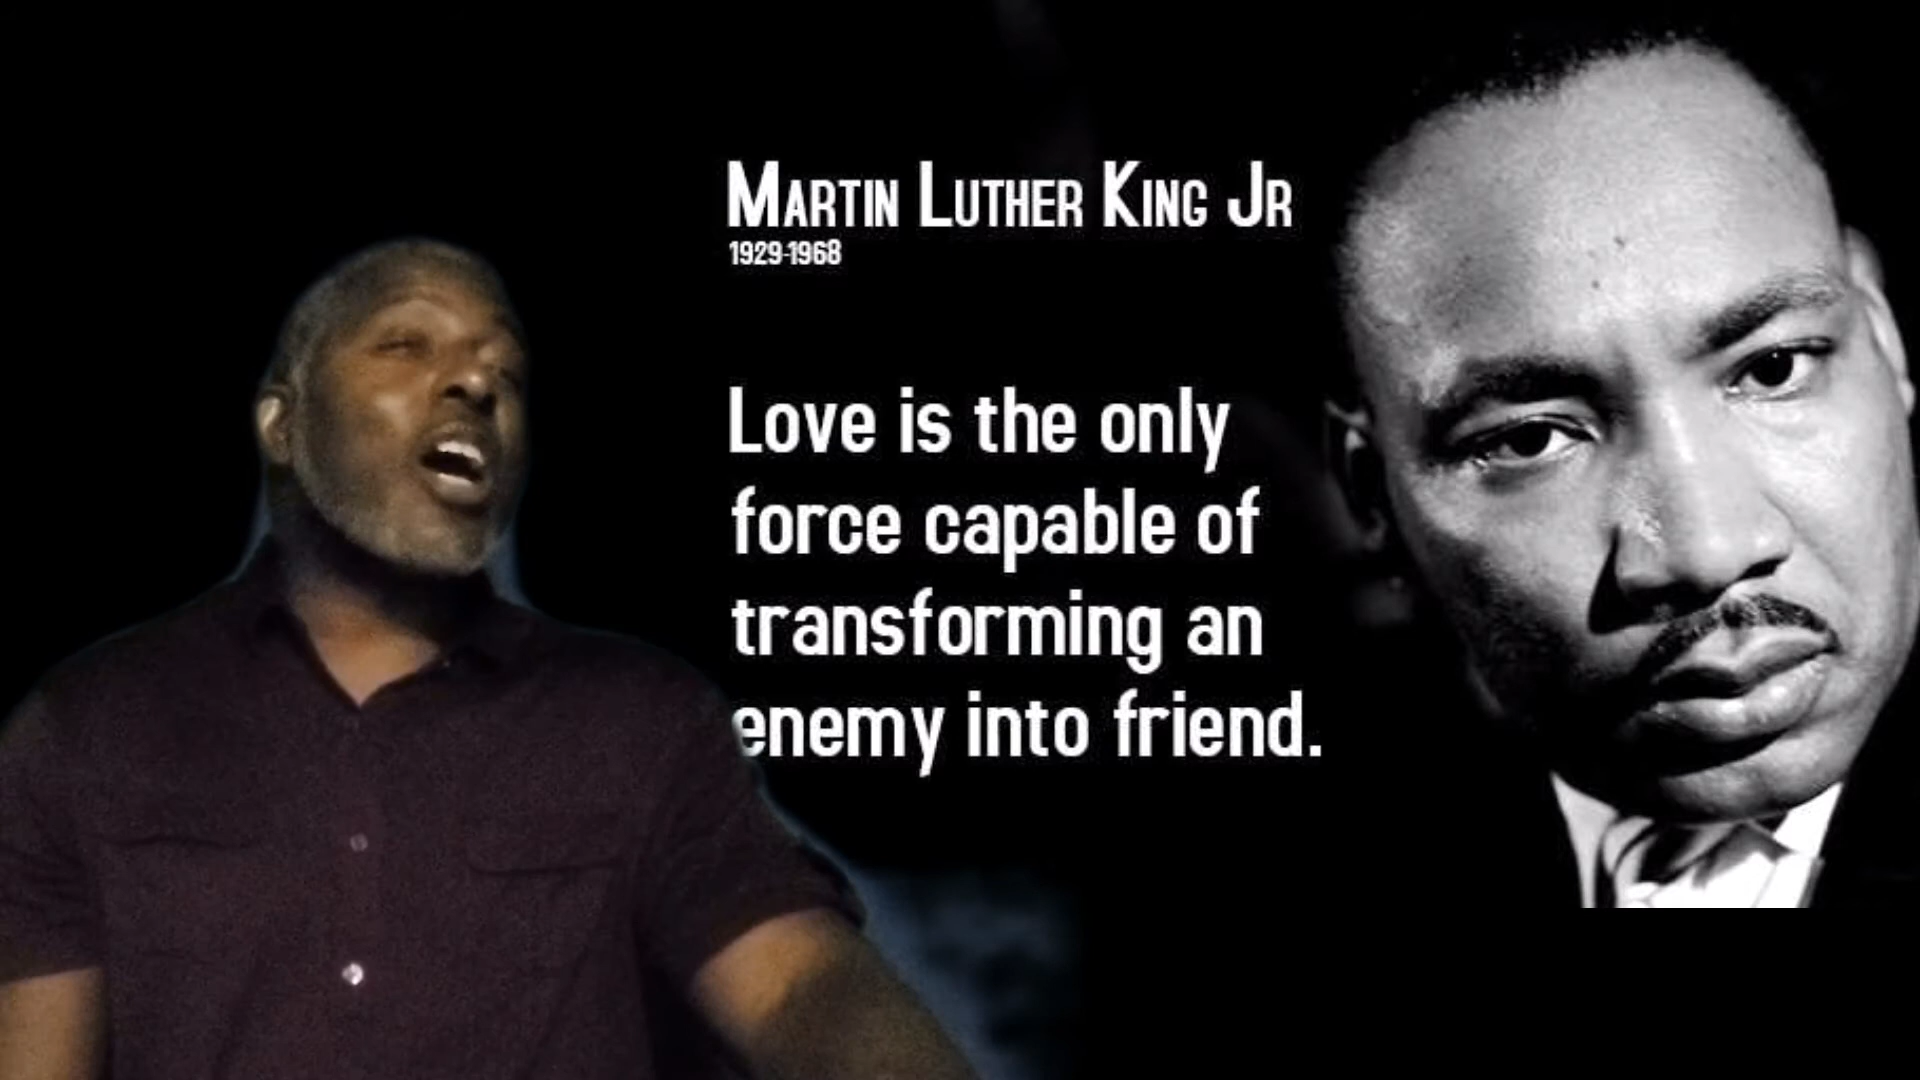 Martin Luther King Jr
1929-1968
Love is the only
force capable of
transforming an
enemy into friend.